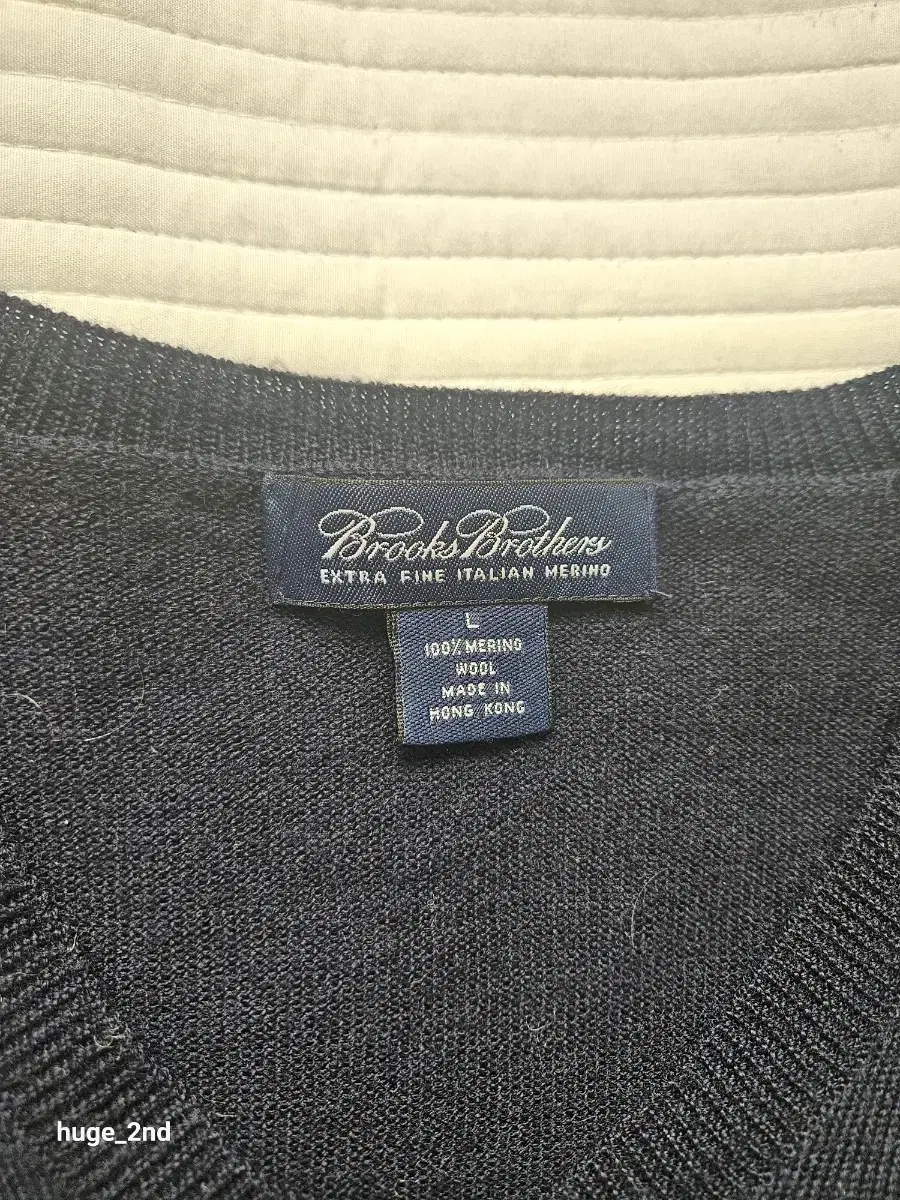 Brooks Brothers
EXTRA FINE ITALIAN MERINO
L
100% MERINO
WOOL
MADE IN
HONG KONG
huge_2nd